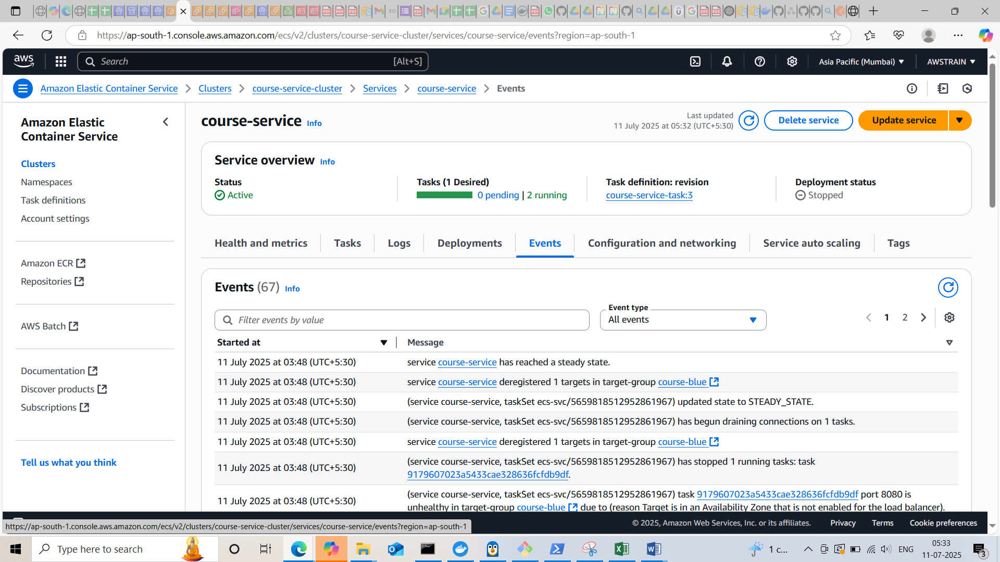 https://ap-south-1.console.aws.amazon.com/ecs/v2/clusters/course-service-cluster/services/course-service/events?region=ap-south-1
aws
Search
[Alt+S]
Asia Pacific (Mumbai)
AWSTRAIN
Amazon Elastic Container Service
Clusters
course-service-cluster
Services
course-service
Events
Amazon Elastic
Container Service
Clusters
Namespaces
Task definitions
Account settings
Amazon ECR
Repositories
AWS Batch
Documentation
Discover products
Subscriptions
Tell us what you think
course-service Info
Last updated
11 July 2025 at 05:32 (UTC+5:30)
Delete service
Update service
Service overview Info
Status
Active
Tasks (1 Desired)
0 pending | 2 running
Task definition: revision
course-service-task:3
Deployment status
Stopped
Health and metrics
Tasks
Logs
Deployments
Events
Configuration and networking
Service auto scaling
Tags
Events (67) Info
Filter events by value
Event type
All events
1
2
Started at
Message
11 July 2025 at 03:48 (UTC+5:30)
service course-service has reached a steady state.
11 July 2025 at 03:48 (UTC+5:30)
service course-service deregistered 1 targets in target-group course-blue
11 July 2025 at 03:48 (UTC+5:30)
(service course-service, taskSet ecs-svc/5659818512952861967) updated state to STEADY_STATE.
11 July 2025 at 03:48 (UTC+5:30)
(service course-service, taskSet ecs-svc/5659818512952861967) has begun draining connections on 1 tasks.
11 July 2025 at 03:48 (UTC+5:30)
service course-service deregistered 1 targets in target-group course-blue
11 July 2025 at 03:48 (UTC+5:30)
(service course-service, taskSet ecs-svc/5659818512952861967) has stopped 1 running tasks: task
9179607023a5433cae328636fcfdb9df.
11 July 2025 at 03:48 (UTC+5:30)
(service course-service, taskSet ecs-svc/5659818512952861967) task 9179607023a5433cae328636fcfdb9df port 8080 is
unhealthy in target-group course-blue due to (reason Target is in an Availability Zone that is not enabled for the load balancer).
https://ap-south-1.console.aws.amazon.com/ecs/v2/clusters/course-service-cluster/services/course-service/events?region=ap-south-1
© 2025, Amazon Web Services, Inc. or its affiliates.
Privacy
Terms
Cookie preferences
Type here to search
1 c...
ENG
05:33
11-07-2025
3